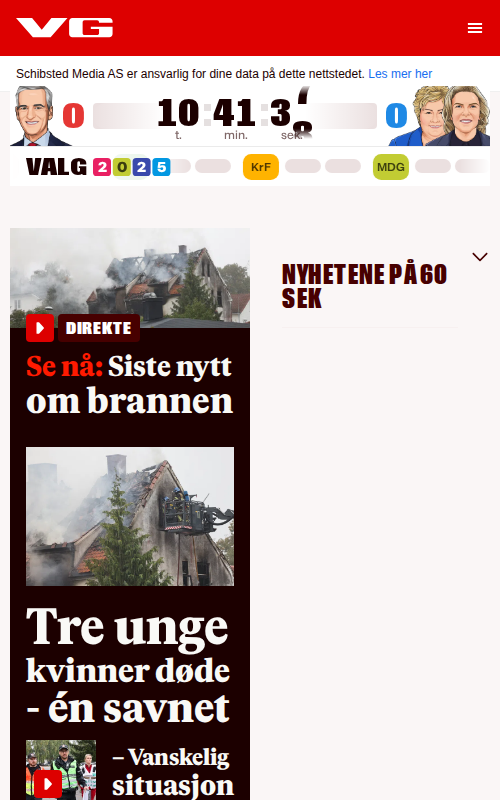 VG
Schibsted Media AS er ansvarlig for dine data på dette nettstedet. Les mer her
0 10:41:3 0
t. min. sek.
VALG 2025 KrF MDG
DIREKTE
Se nå: Siste nytt
om brannen
NYHETENE PÅ 60
SEK
Tre unge
kvinner døde
- én savnet
– Vanskelig
situasjon